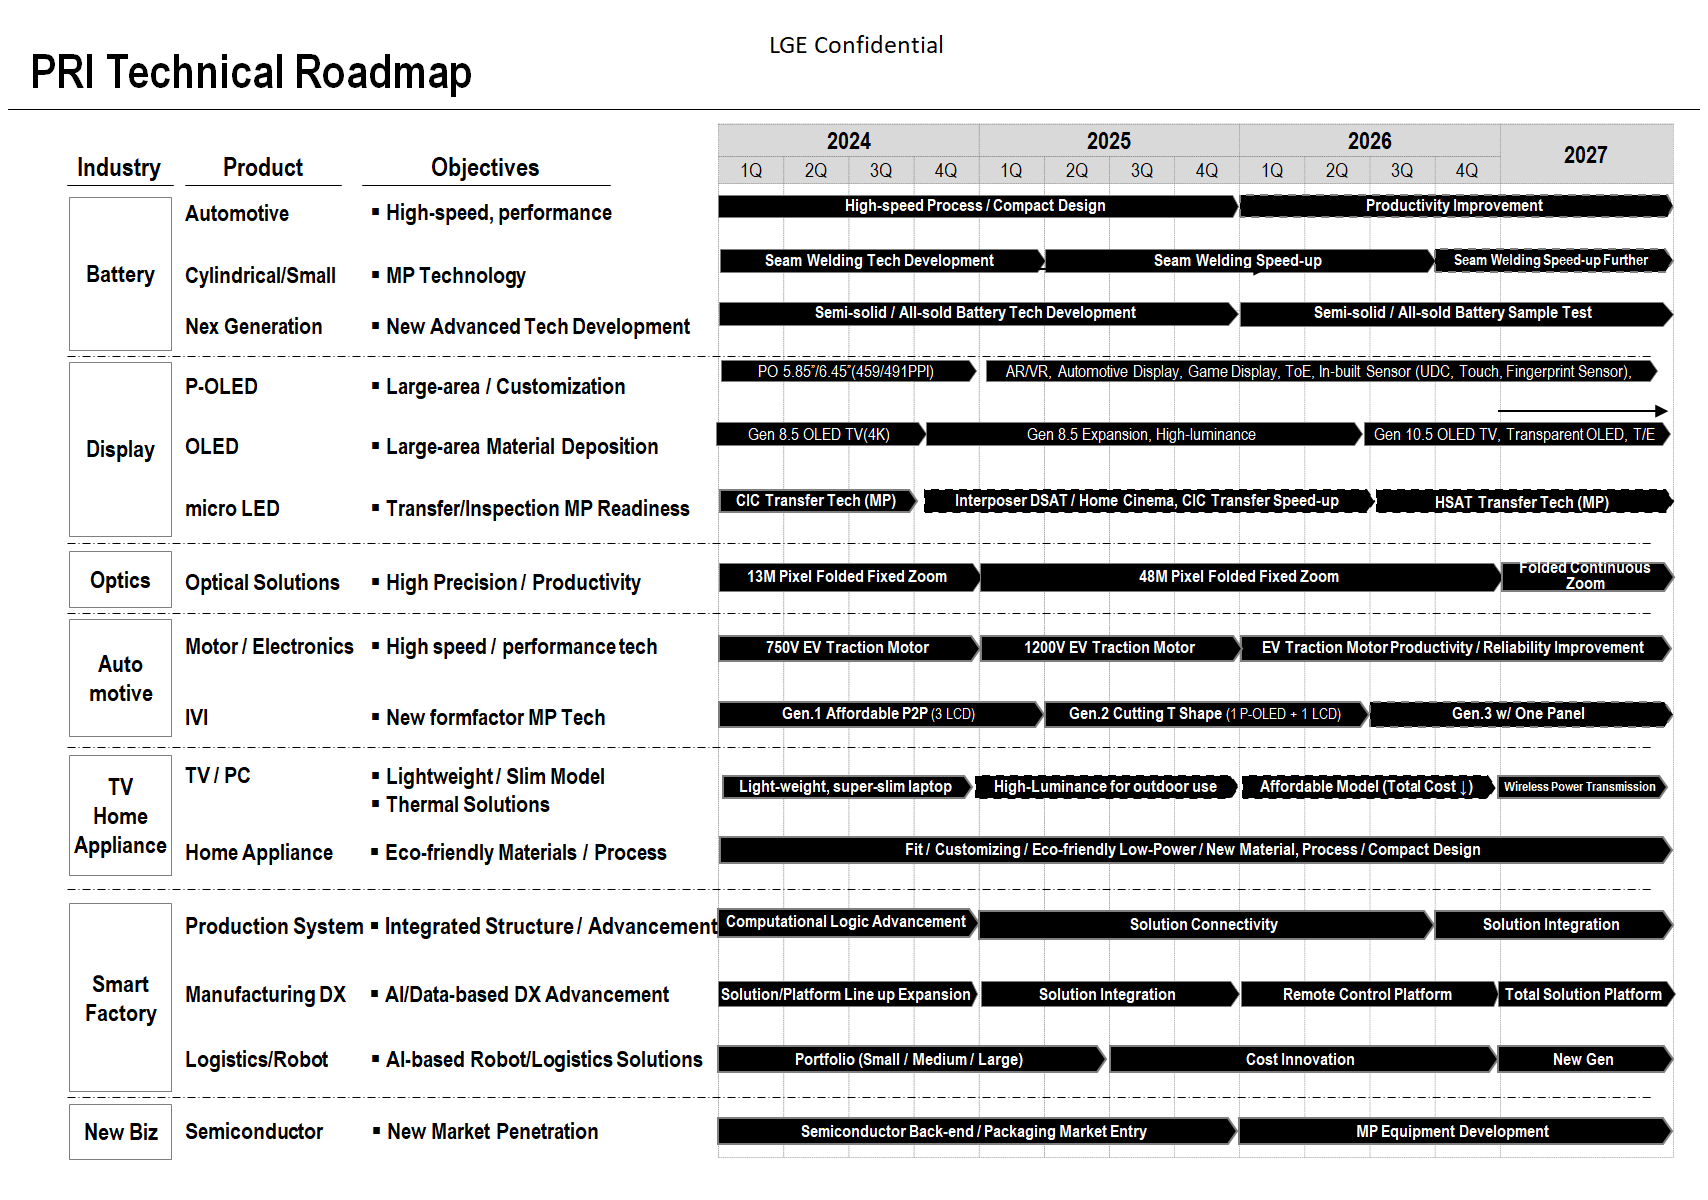 LGE Confidential
PRI Technical Roadmap
Industry Product Objectives
2024 2025 2026 2027
1Q 2Q 3Q 4Q 1Q 2Q 3Q 4Q 1Q 2Q 3Q 4Q
Battery
Automotive ▪ High-speed, performance
High-speed Process / Compact Design
Productivity Improvement
Cylindrical/Small ▪ MP Technology
Seam Welding Tech Development
Seam Welding Speed-up
Seam Welding Speed-up Further
Nex Generation ▪ New Advanced Tech Development
Semi-solid / All-sold Battery Tech Development
Semi-solid / All-sold Battery Sample Test
Display
P-OLED ▪ Large-area / Customization
PO 5.85”/6.45”(459/491PPI)
AR/VR, Automotive Display, Game Display, ToE, In-built Sensor (UDC, Touch, Fingerprint Sensor),
OLED ▪ Large-area Material Deposition
Gen 8.5 OLED TV(4K)
Gen 8.5 Expansion, High-luminance
Gen 10.5 OLED TV, Transparent OLED, T/E
micro LED ▪ Transfer/Inspection MP Readiness
CIC Transfer Tech (MP)
Interposer DSAT / Home Cinema, CIC Transfer Speed-up
HSAT Transfer Tech (MP)
Optics
Optical Solutions ▪ High Precision / Productivity
13M Pixel Folded Fixed Zoom
48M Pixel Folded Fixed Zoom
Folded Continuous
Zoom
Auto
motive
Motor / Electronics ▪ High speed / performance tech
750V EV Traction Motor
1200V EV Traction Motor
EV Traction Motor Productivity / Reliability Improvement
IVI ▪ New formfactor MP Tech
Gen.1 Affordable P2P (3 LCD)
Gen.2 Cutting T Shape (1 P-OLED + 1 LCD)
Gen.3 w/ One Panel
TV
Home
Appliance
TV / PC ▪ Lightweight / Slim Model
▪ Thermal Solutions
Light-weight, super-slim laptop
High-Luminance for outdoor use
Affordable Model (Total Cost ↓)
Wireless Power Transmission
Home Appliance ▪ Eco-friendly Materials / Process
Fit / Customizing / Eco-friendly Low-Power / New Material, Process / Compact Design
Smart
Factory
Production System ▪ Integrated Structure / Advancement
Computational Logic Advancement
Solution Connectivity
Solution Integration
Manufacturing DX ▪ AI/Data-based DX Advancement
Solution/Platform Line up Expansion
Solution Integration
Remote Control Platform
Total Solution Platform
Logistics/Robot ▪ AI-based Robot/Logistics Solutions
Portfolio (Small / Medium / Large)
Cost Innovation
New Gen
New Biz
Semiconductor ▪ New Market Penetration
Semiconductor Back-end / Packaging Market Entry
MP Equipment Development